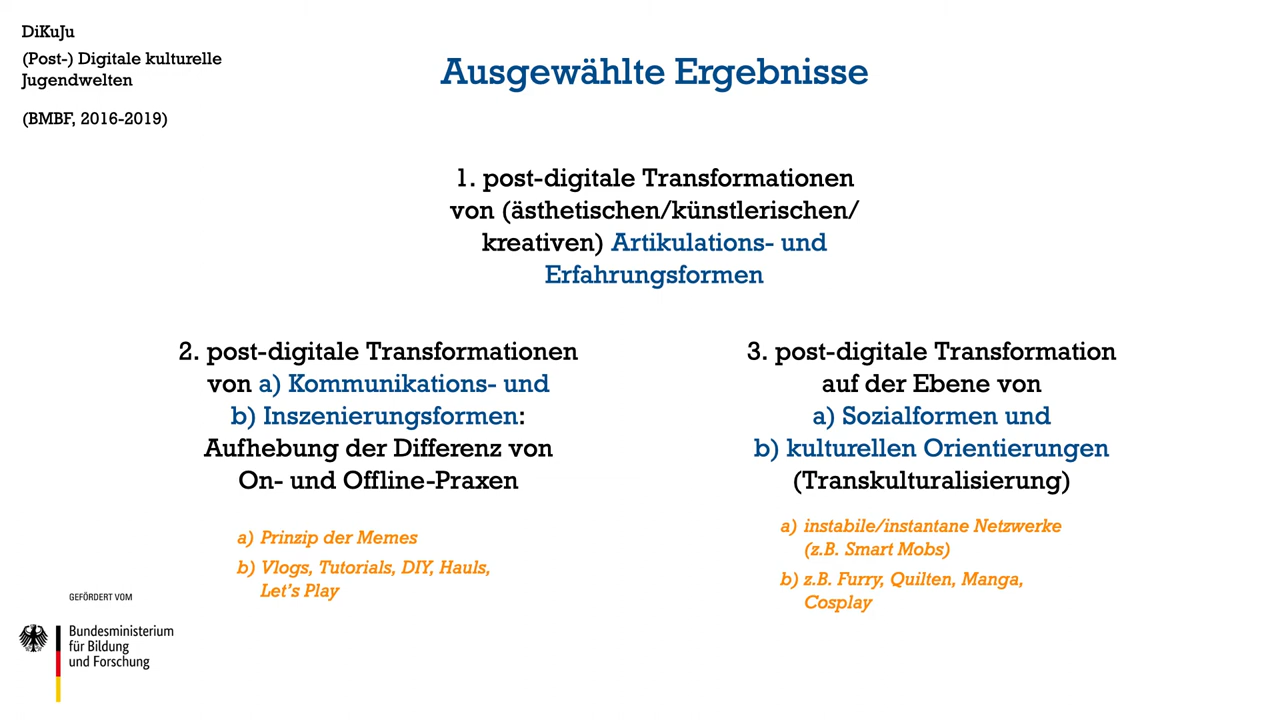 DiKuJu
(Post-) Digitale kulturelle
Jugendwelten
(BMBF, 2016-2019)
Ausgewählte Ergebnisse
1. post-digitale Transformationen
von (ästhetischen/künstlerischen/
kreativen) Artikulations- und
Erfahrungsformen
2. post-digitale Transformationen
von a) Kommunikations- und
b) Inszenierungsformen:
Aufhebung der Differenz von
On- und Offline-Praxen
a) Prinzip der Memes
b) Vlogs, Tutorials, DIY, Hauls,
Let's Play
3. post-digitale Transformation
auf der Ebene von
a) Sozialformen und
b) kulturellen Orientierungen
(Transkulturalisierung)
a) instabile/instantane Netzwerke
(z.B. Smart Mobs)
b) z.B. Furry, Quilten, Manga,
Cosplay
GEFÖRDERT VOM
Bundesministerium
für Bildung
und Forschung